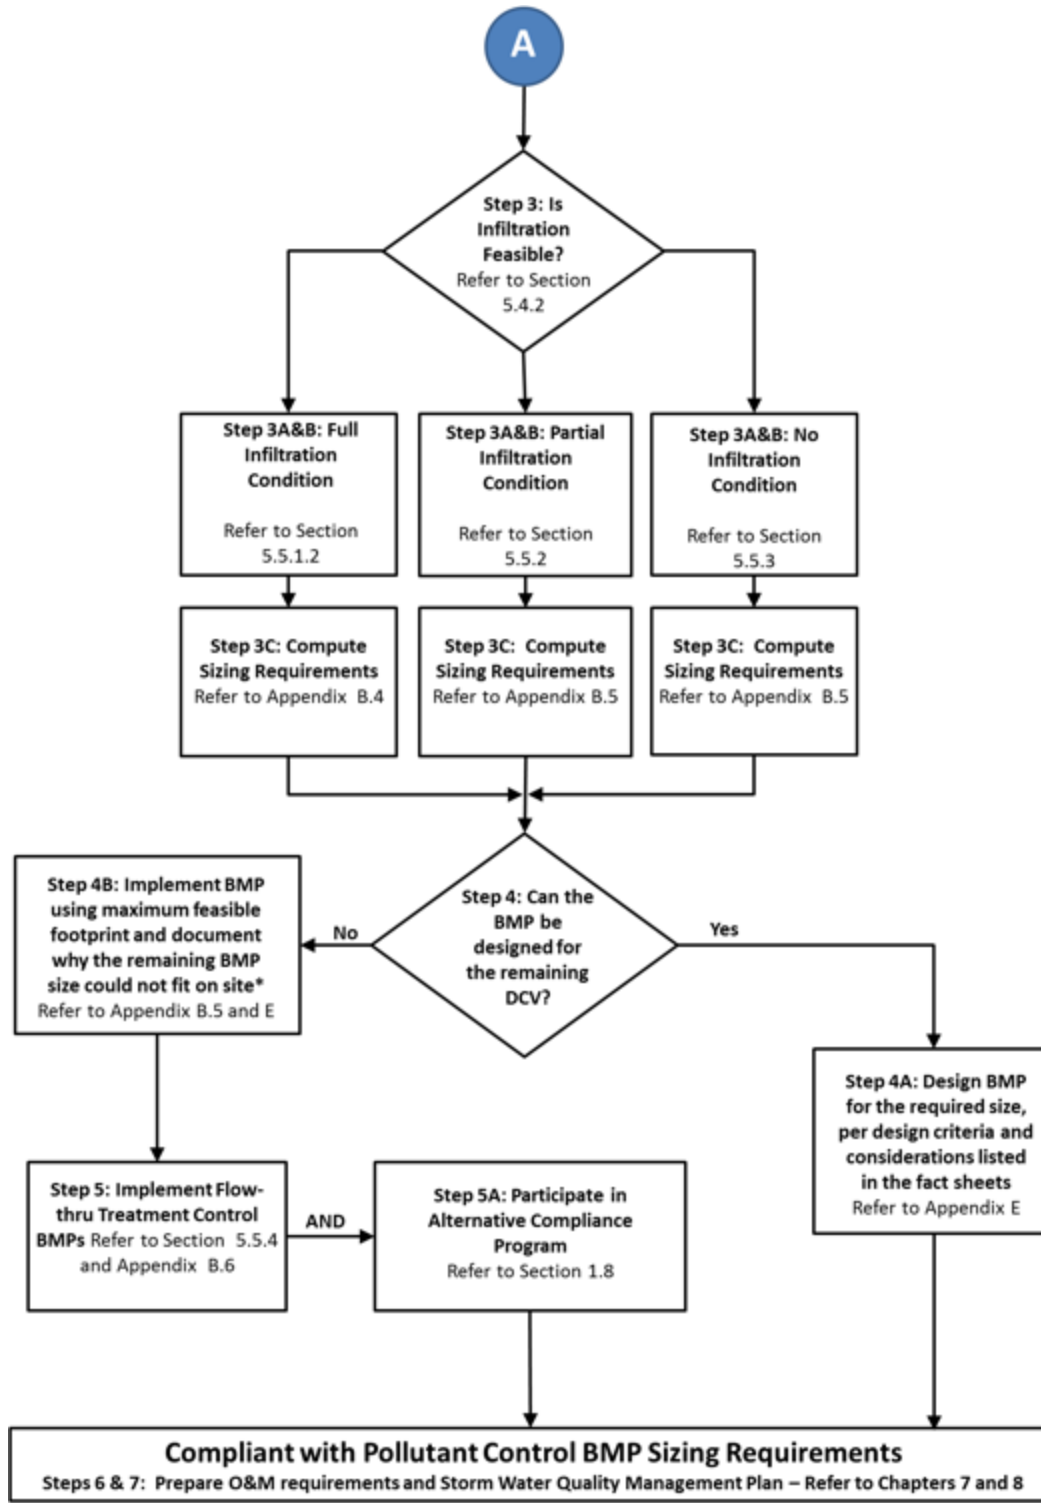 A
Step 3: Is
Infiltration
Feasible?
Refer to Section
5.4.2
Step 3A&B: Full
Infiltration
Condition
Refer to Section
5.5.1.2
Step 3A&B: Partial
Infiltration
Condition
Refer to Section
5.5.2
Step 3A&B: No
Infiltration
Condition
Refer to Section
5.5.3
Step 3C: Compute
Sizing Requirements
Refer to Appendix B.4
Step 3C: Compute
Sizing Requirements
Refer to Appendix B.5
Step 3C: Compute
Sizing Requirements
Refer to Appendix B.5
Step 4: Can the
BMP be
designed for
the remaining
DCV?
No
Yes
Step 4B: Implement BMP
using maximum feasible
footprint and document
why the remaining BMP
size could not fit on site*
Refer to Appendix B.5 and E
Step 4A: Design BMP
for the required size,
per design criteria and
considerations listed
in the fact sheets
Refer to Appendix E
Step 5: Implement Flow-
thru Treatment Control
BMPs Refer to Section 5.5.4
and Appendix B.6
AND
Step 5A: Participate in
Alternative Compliance
Program
Refer to Section 1.8
Compliant with Pollutant Control BMP Sizing Requirements
Steps 6 & 7: Prepare O&M requirements and Storm Water Quality Management Plan – Refer to Chapters 7 and 8